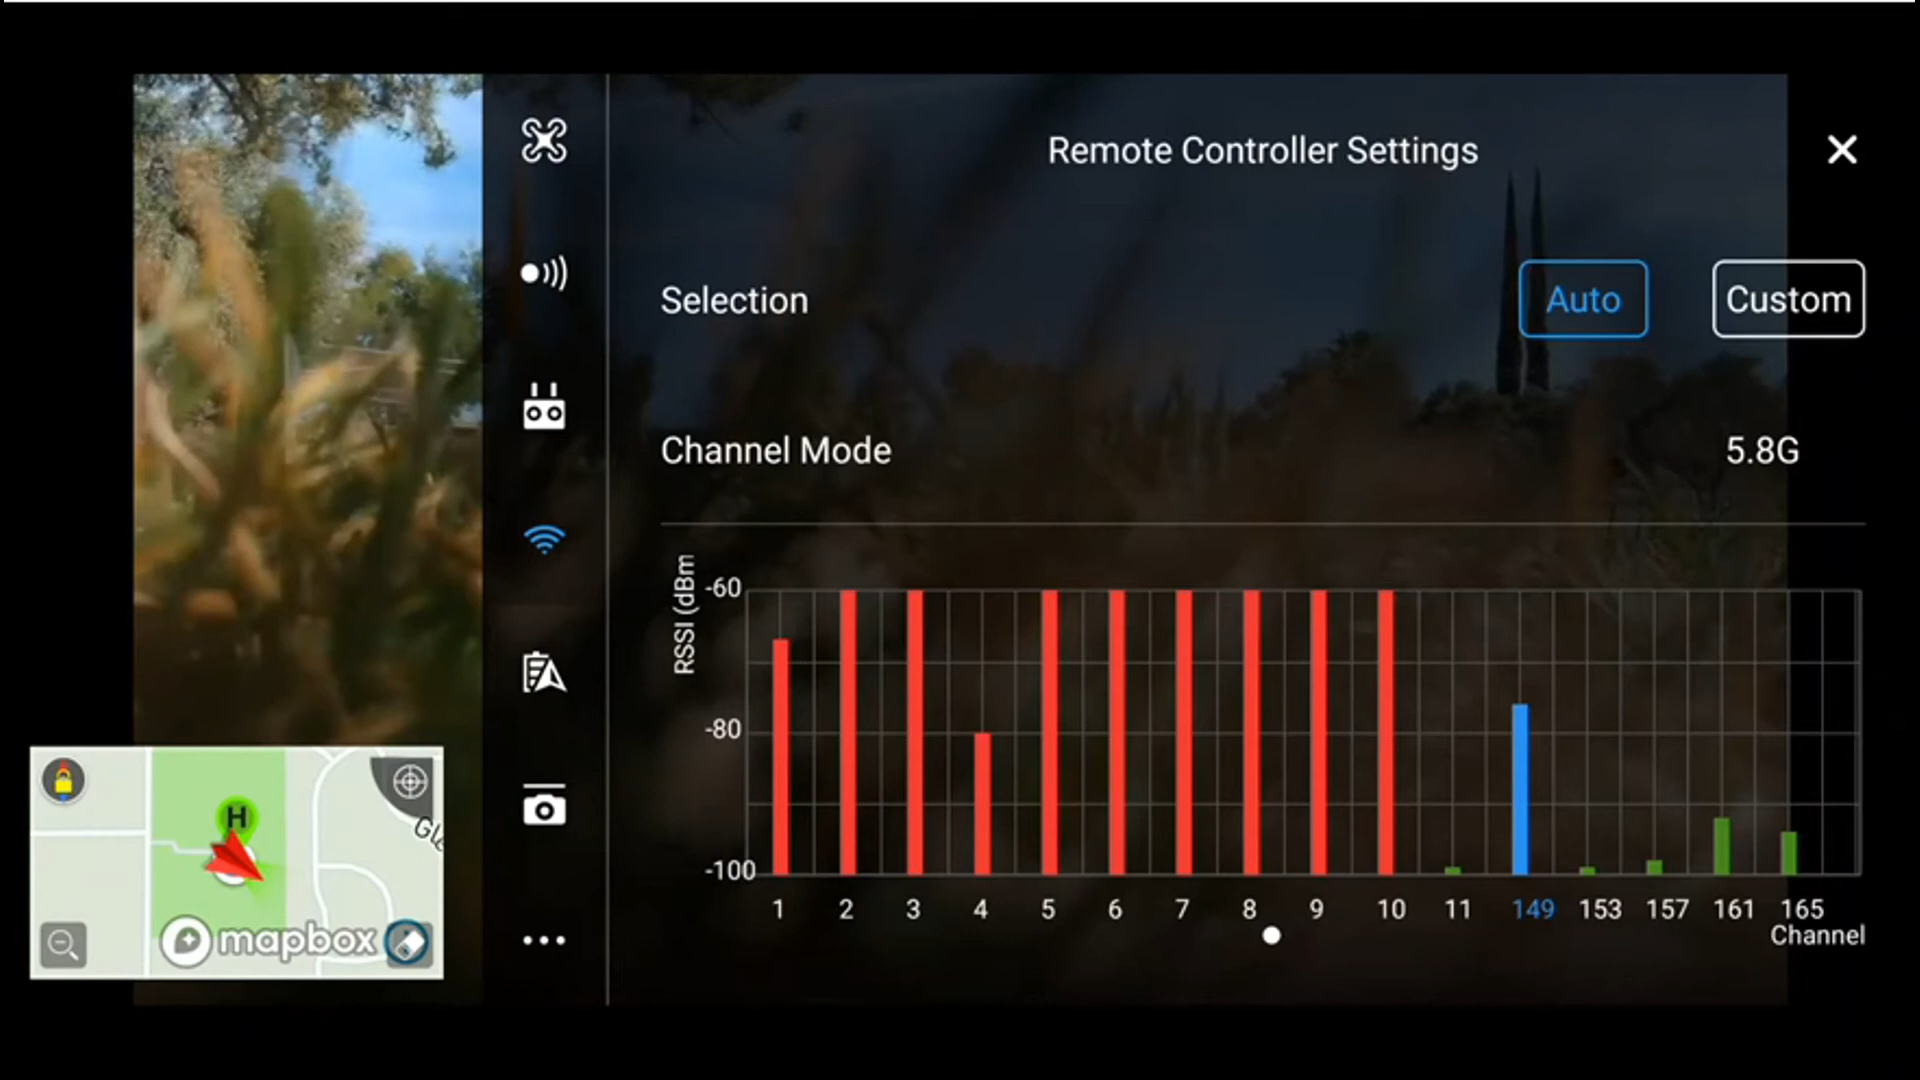 Remote Controller Settings
Selection
Auto
Custom
Channel Mode
5.8G
RSSI (dBm
-60
-80
-100
1 2 3 4 5 6 7 8 9 10 11 149 153 157 161 165
Channel
H
mapbox